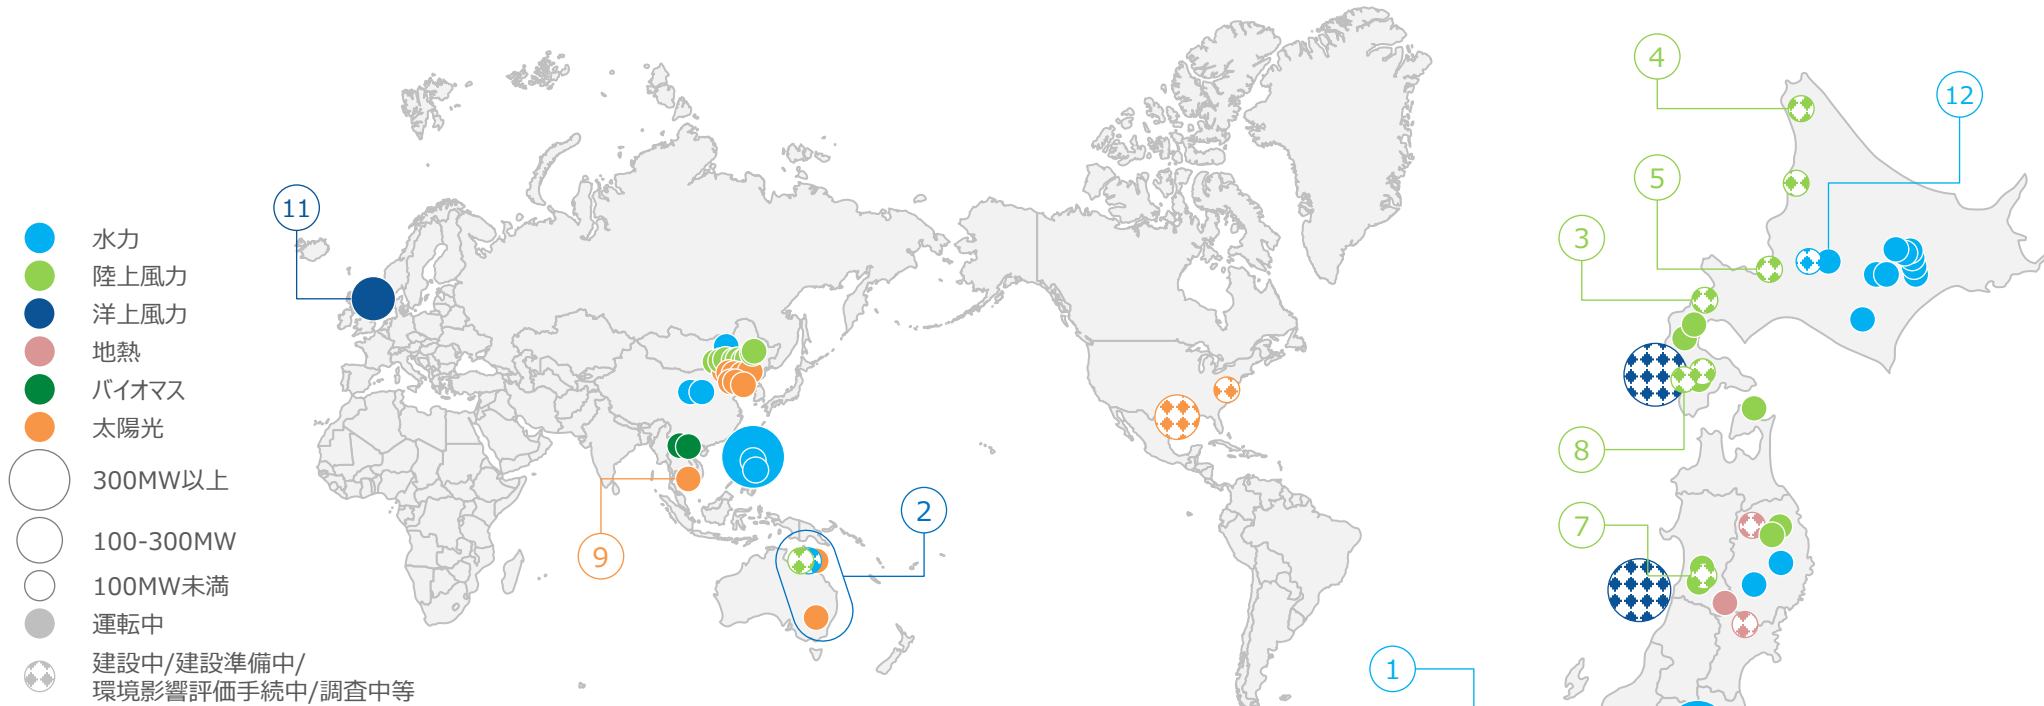 水力
陸上風力
洋上風力
地熱
バイオマス
太陽光
300MW以上
100-300MW
100MW未満
運転中
建設中/建設準備中/
環境影響評価手続中/調査中等
11
9
2
1
4
12
5
3
8
7